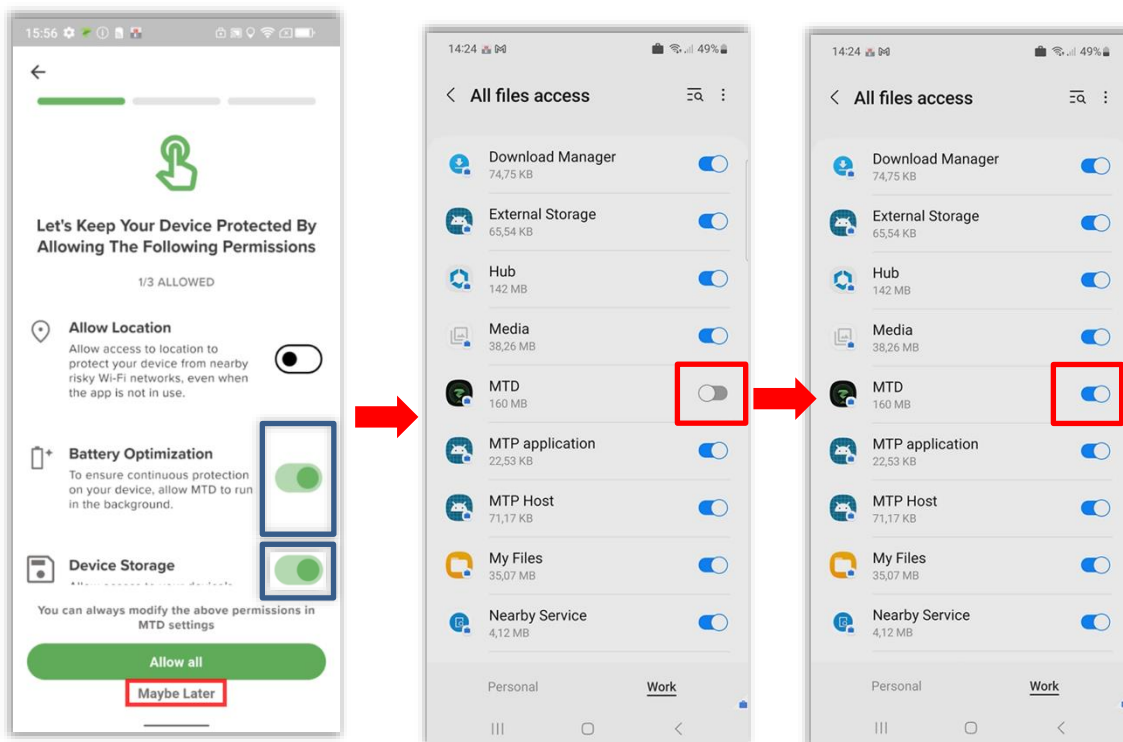 15:56
Let's Keep Your Device Protected By
Allowing The Following Permissions
1/3 ALLOWED
Allow Location
Allow access to location to
protect your device from nearby
risky Wi-Fi networks, even when
the app is not in use.
Battery Optimization
To ensure continuous protection
on your device, allow MTD to run
in the background.
Device Storage
You can always modify the above permissions in
MTD settings
Allow all
Maybe Later
14:24 49%
All files access
Download Manager
74,75 KB
External Storage
65,54 KB
Hub
142 MB
Media
38,26 MB
MTD
160 MB
MTP application
22,53 KB
MTP Host
71,17 KB
My Files
35,07 MB
Nearby Service
4,12 MB
Personal Work
14:24 49%
All files access
Download Manager
74,75 KB
External Storage
65,54 KB
Hub
142 MB
Media
38,26 MB
MTD
160 MB
MTP application
22,53 KB
MTP Host
71,17 KB
My Files
35,07 MB
Nearby Service
4,12 MB
Personal Work